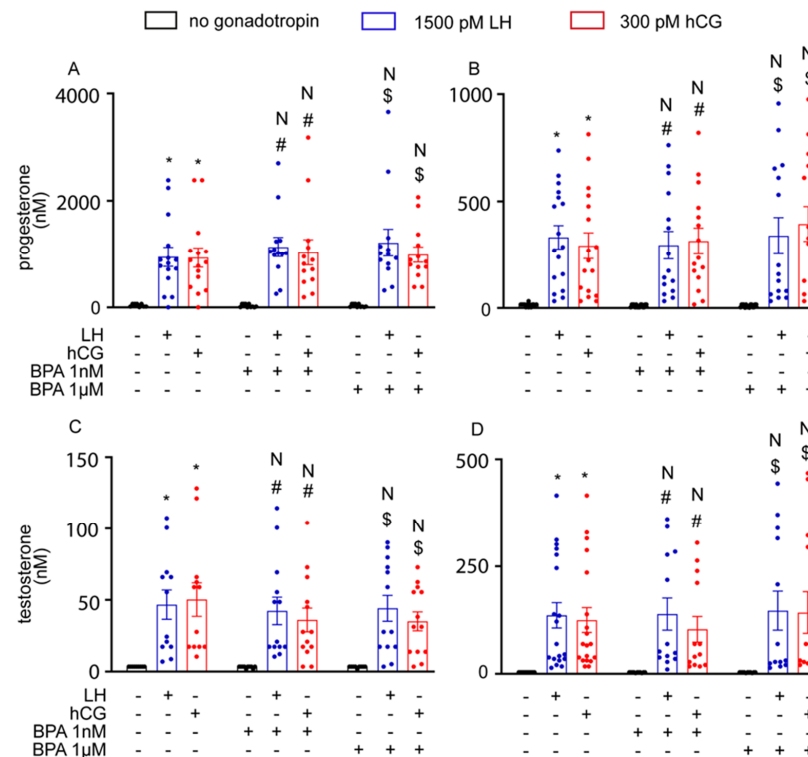 no gonadotropin 1500 pM LH 300 pM hCG
A
progesterone
(nM)
4000
2000
0
* * N # N # N $ N $
LH - + - - + - - + -
hCG - - + - - + - - +
BPA 1nM - - - + + + - - -
BPA 1µM - - - - - - + + +
B
1000
500
0
* * N # N # N $ N $
- + - - + - - +
- - + - - + - -
- - - + + + - -
- - - - - - + +
C
testosterone
(nM)
150
100
50
0
* * N # N # N $ N $
LH - + - - + - - + -
hCG - - + - - + - - +
BPA 1nM - - - + + + - - -
BPA 1µM - - - - - - + + +
D
500
250
0
* * N # N # N $ N $
- + - - + - - + -
- - + - - + - - +
- - - + + + - - -
- - - - - - + + +